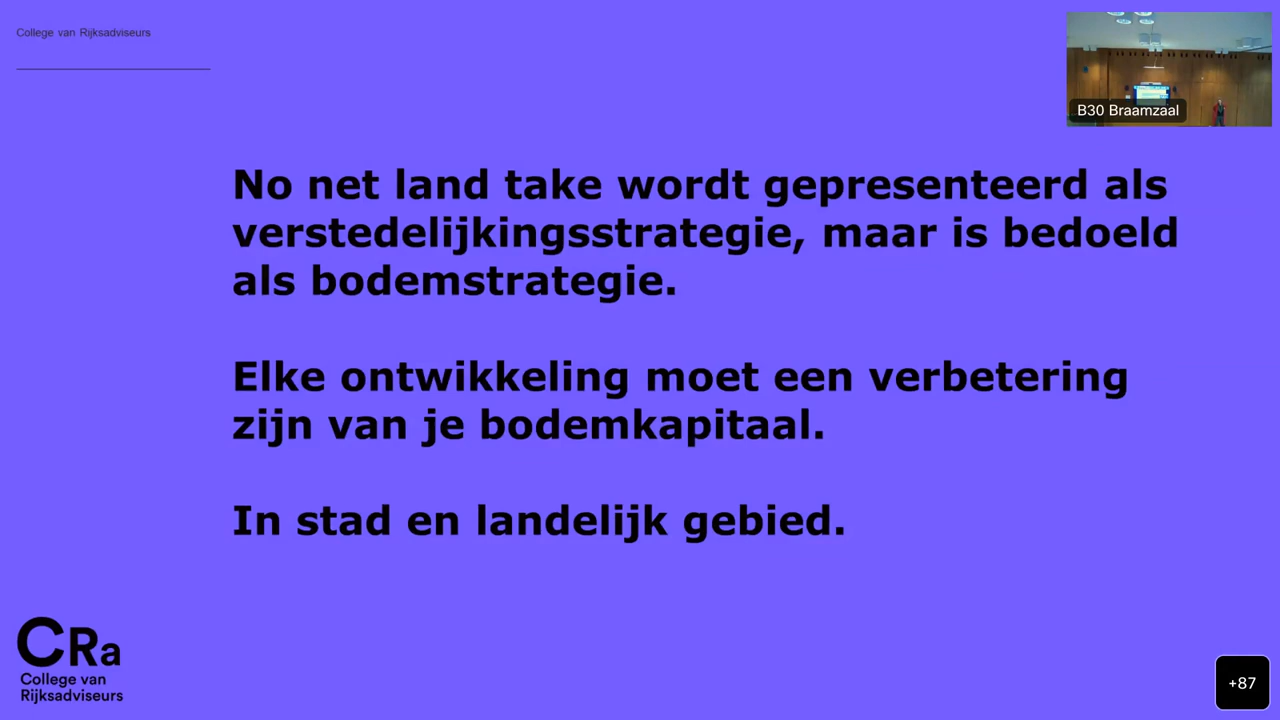 College van Rijksadviseurs
B30 Braamzaal
No net land take wordt gepresenteerd als
verstedelijkingsstrategie, maar is bedoeld
als bodemstrategie.
Elke ontwikkeling moet een verbetering
zijn van je bodemkapitaal.
In stad en landelijk gebied.
CRa
College van
Rijksadviseurs
+87